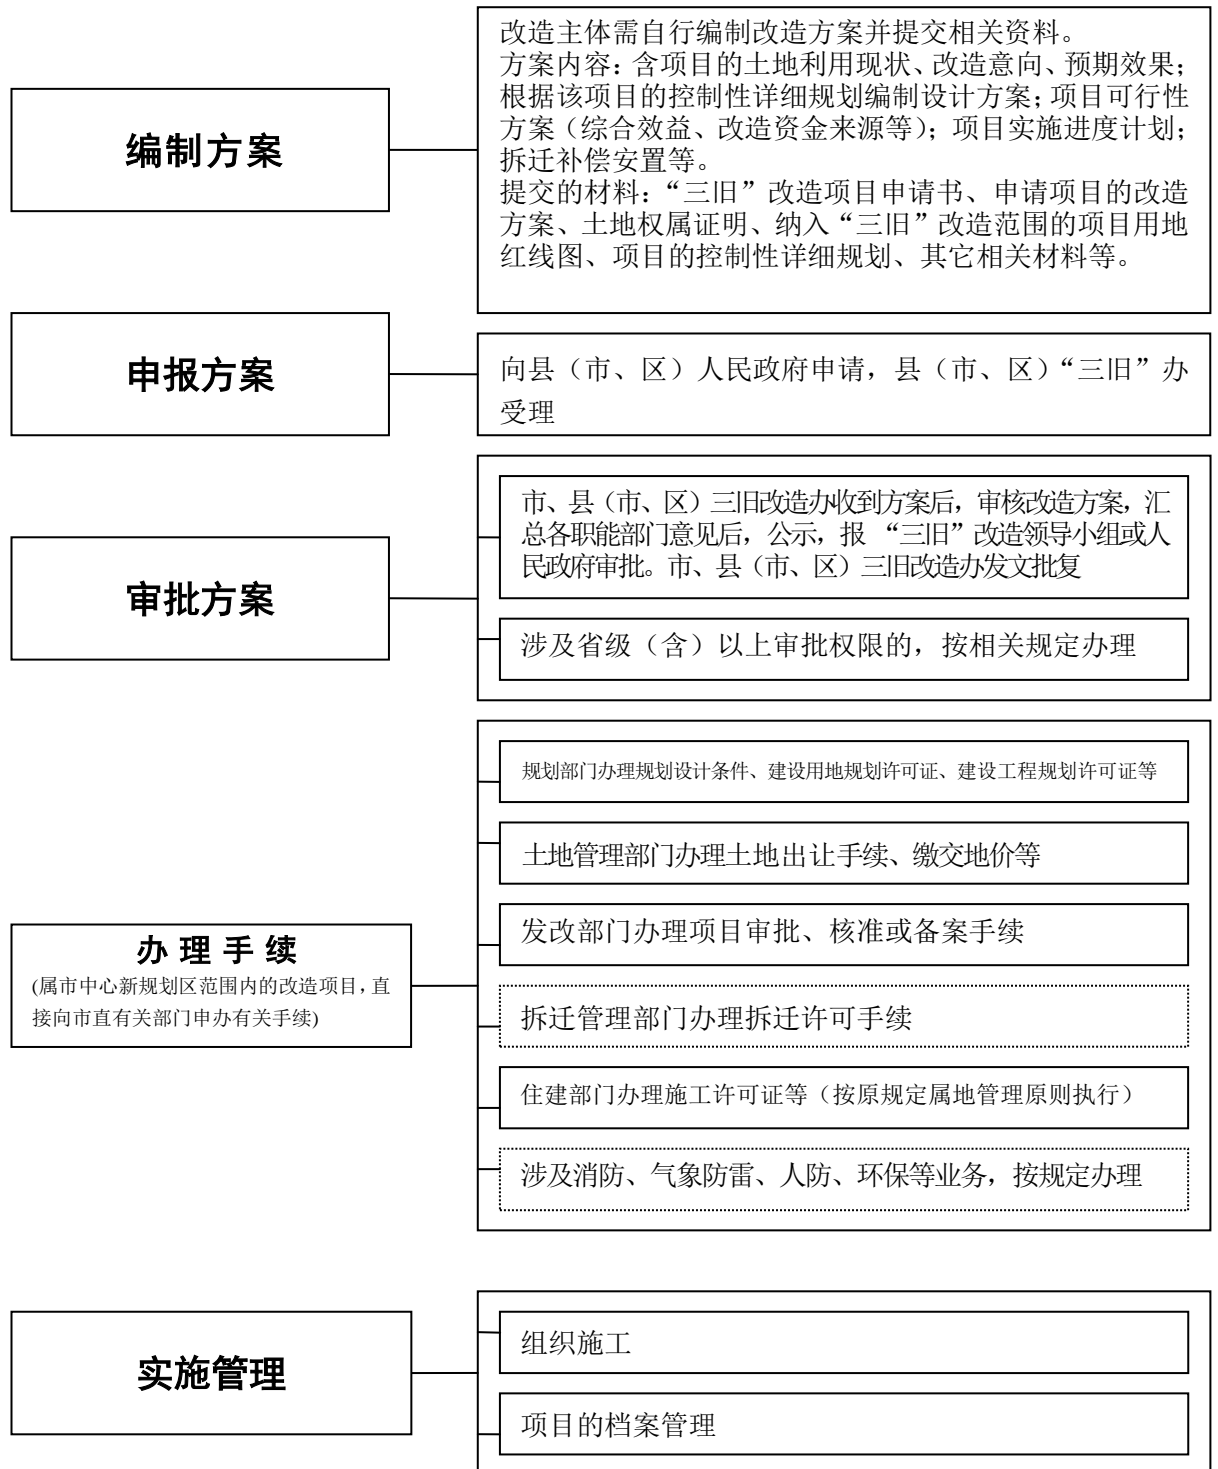 编制方案
改造主体需自行编制改造方案并提交相关资料。
方案内容：含项目的土地利用现状、改造意向、预期效果；
根据该项目的控制性详细规划编制设计方案；项目可行性
方案（综合效益、改造资金来源等）；项目实施进度计划；
拆迁补偿安置等。
提交的材料：“三旧”改造项目申请书、申请项目的改造
方案、土地权属证明、纳入“三旧”改造范围的项目用地
红线图、项目的控制性详细规划、其它相关材料等。
申报方案
向县（市、区）人民政府申请，县（市、区）“三旧”办
受理
审批方案
市、县（市、区）三旧改造办收到方案后，审核改造方案，汇
总各职能部门意见后，公示，报 “三旧”改造领导小组或人
民政府审批。市、县（市、区）三旧改造办发文批复
涉及省级（含）以上审批权限的，按相关规定办理
办 理 手 续
(属市中心新规划区范围内的改造项目，直
接向市直有关部门申办有关手续)
规划部门办理规划设计条件、建设用地规划许可证、建设工程规划许可证等
土地管理部门办理土地出让手续、缴交地价等
发改部门办理项目审批、核准或备案手续
拆迁管理部门办理拆迁许可手续
住建部门办理施工许可证等（按原规定属地管理原则执行）
涉及消防、气象防雷、人防、环保等业务，按规定办理
实施管理
组织施工
项目的档案管理